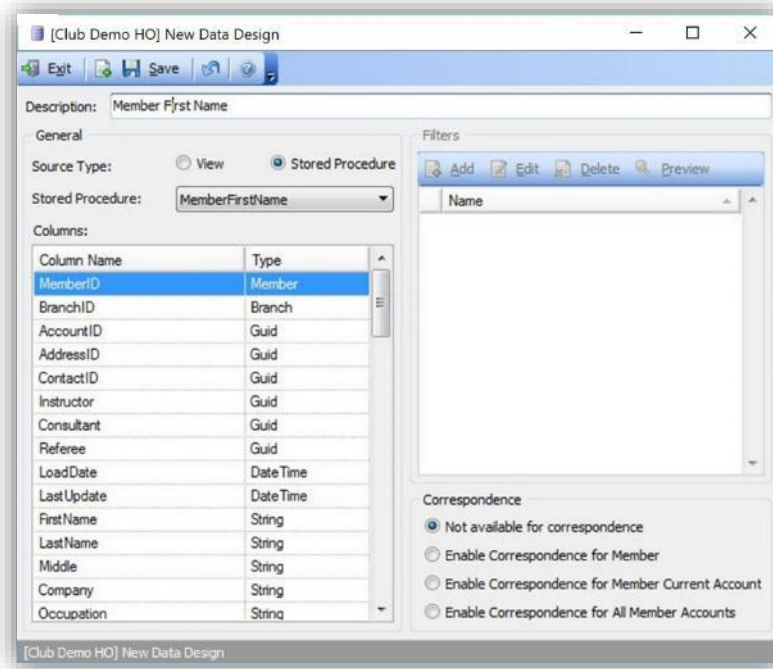 [Club Demo HO] New Data Design
Exit Save
Description: Member First Name
General
Source Type: View Stored Procedure
Stored Procedure: MemberFirstName
Columns:
Column Name Type
MemberID Member
BranchID Branch
AccountID Guid
AddressID Guid
ContactID Guid
Instructor Guid
Consultant Guid
Referee Guid
LoadDate DateTime
LastUpdate DateTime
FirstName String
LastName String
Middle String
Company String
Occupation String
Filters
Add Edit Delete Preview
Name
Correspondence
Not available for correspondence
Enable Correspondence for Member
Enable Correspondence for Member Current Account
Enable Correspondence for All Member Accounts
[Club Demo HO] New Data Design